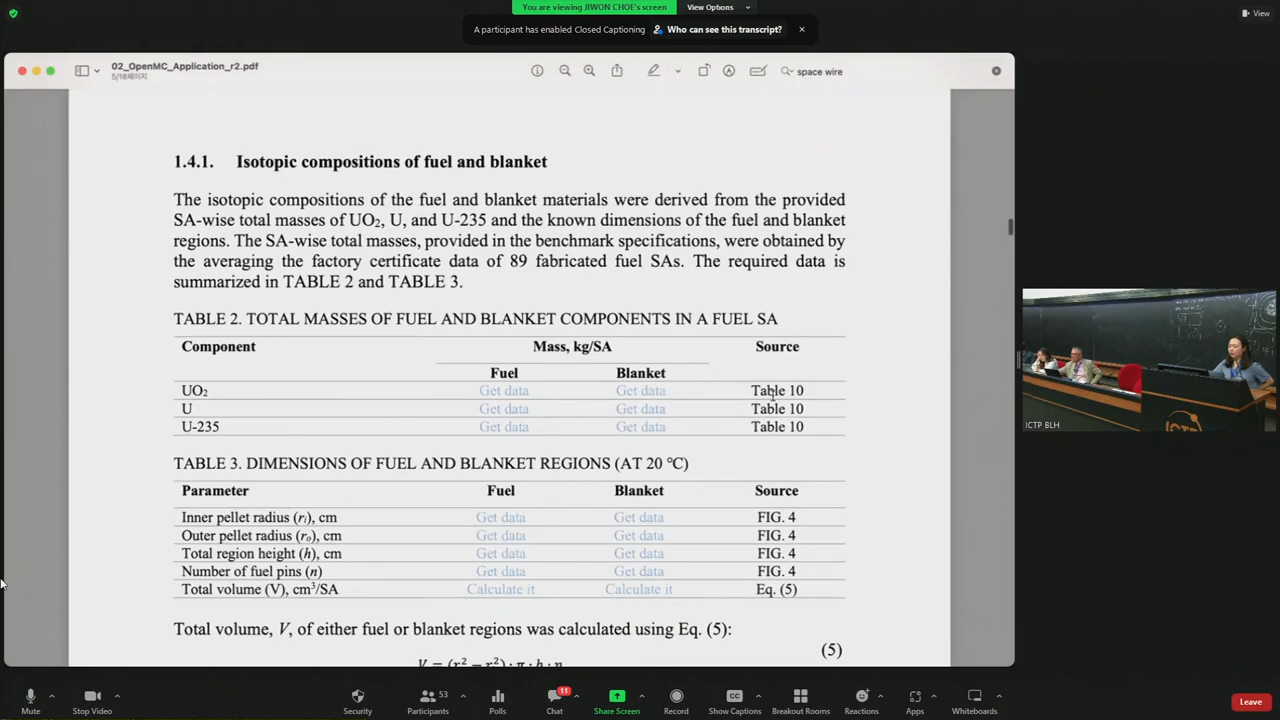 You are viewing JIWON CHOE's screen
View Options
View
A participant has enabled Closed Captioning
Who can see this transcript?
02_OpenMC_Application_r2.pdf
5/18페이지
space wire
1.4.1. Isotopic compositions of fuel and blanket
The isotopic compositions of the fuel and blanket materials were derived from the provided
SA-wise total masses of UO₂, U, and U-235 and the known dimensions of the fuel and blanket
regions. The SA-wise total masses, provided in the benchmark specifications, were obtained by
the averaging the factory certificate data of 89 fabricated fuel SAs. The required data is
summarized in TABLE 2 and TABLE 3.
TABLE 2. TOTAL MASSES OF FUEL AND BLANKET COMPONENTS IN A FUEL SA
Component Mass, kg/SA Source
Fuel Blanket
UO₂ Get data Get data Table 10
U Get data Get data Table 10
U-235 Get data Get data Table 10
TABLE 3. DIMENSIONS OF FUEL AND BLANKET REGIONS (AT 20 ℃)
Parameter Fuel Blanket Source
Inner pellet radius (rᵢ), cm Get data Get data FIG. 4
Outer pellet radius (rₒ), cm Get data Get data FIG. 4
Total region height (h), cm Get data Get data FIG. 4
Number of fuel pins (n) Get data Get data FIG. 4
Total volume (V), cm³/SA Calculate it Calculate it Eq. (5)
Total volume, V, of either fuel or blanket regions was calculated using Eq. (5):
(5)
ICTP BLH
Mute
Stop Video
Security
Participants 53
Polls
Chat 11
Share Screen
Record
Show Captions
Breakout Rooms
Reactions
Apps
Whiteboards
Leave